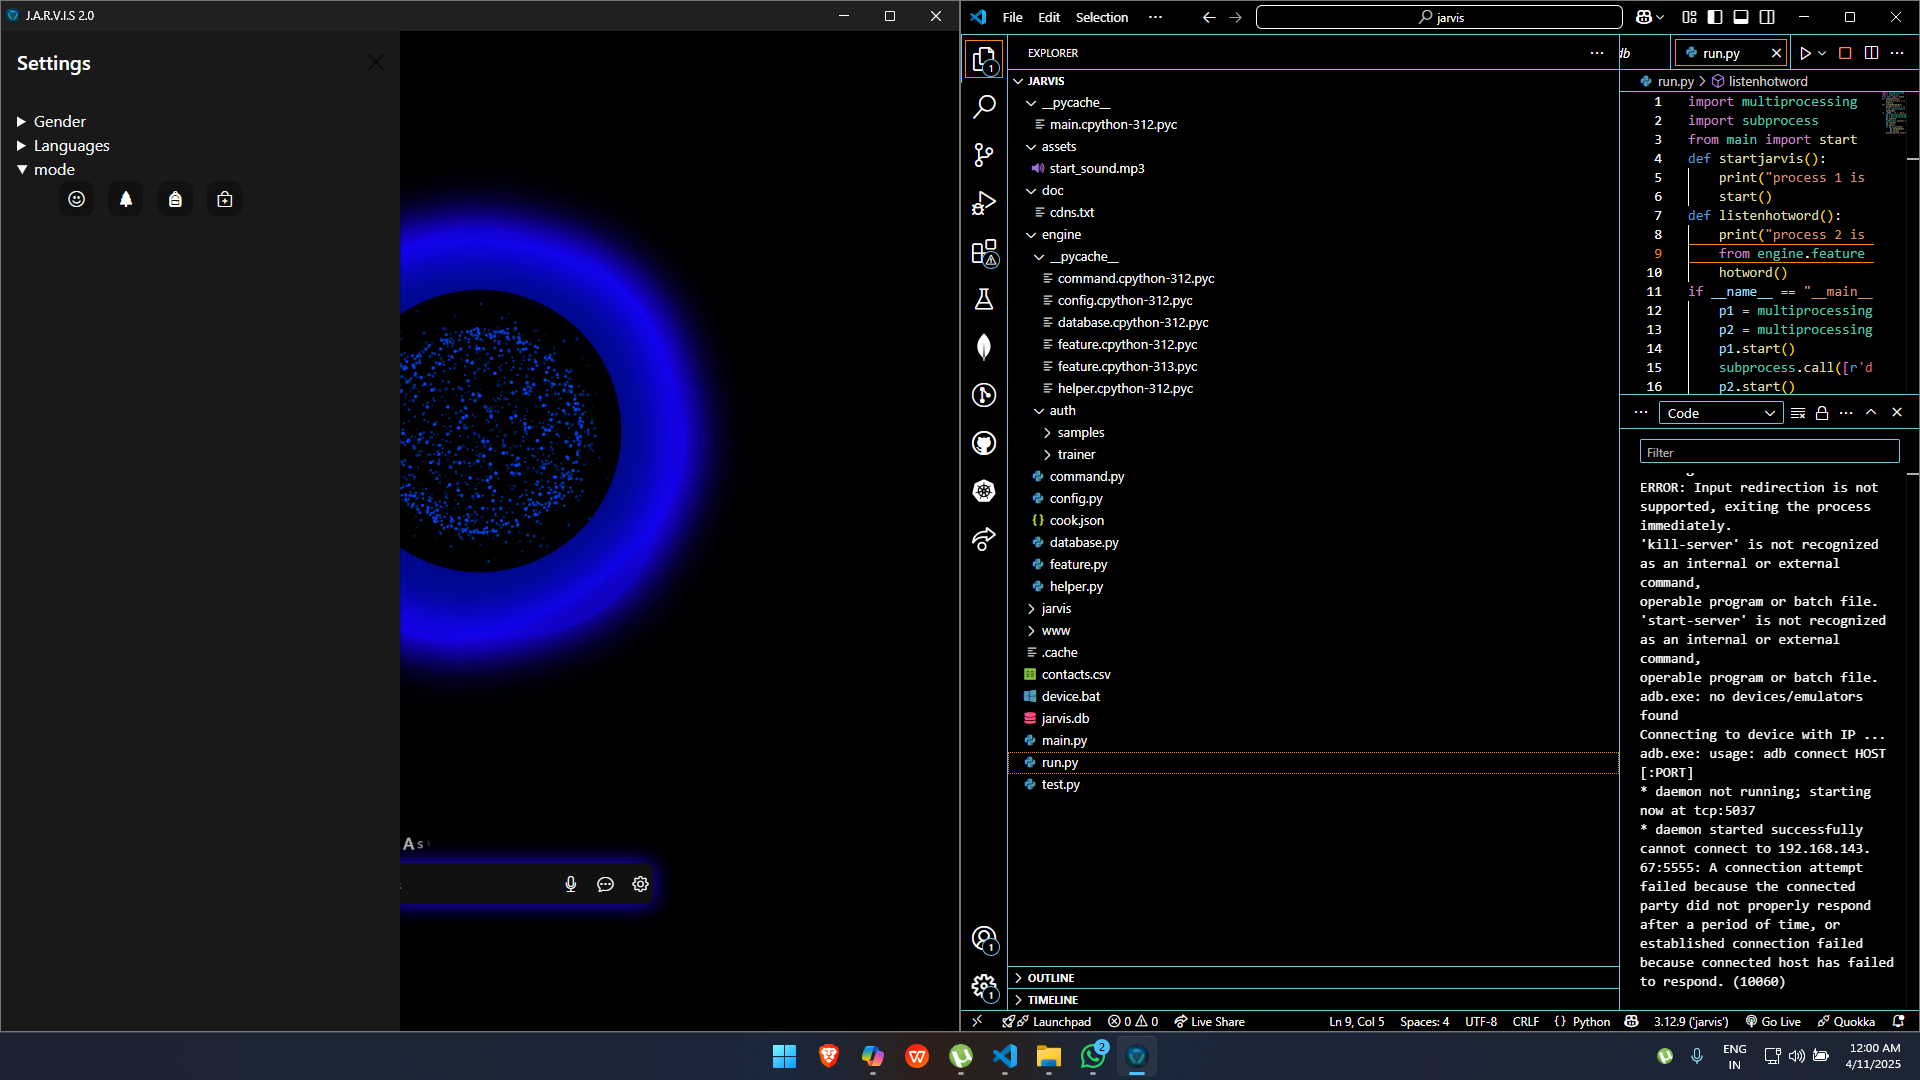 J.A.R.V.I.S 2.0
Settings
Gender
Languages
mode
As
File Edit Selection
jarvis
EXPLORER
JARVIS
__pycache__
main.cpython-312.pyc
assets
start_sound.mp3
doc
cdns.txt
engine
__pycache__
command.cpython-312.pyc
config.cpython-312.pyc
database.cpython-312.pyc
feature.cpython-312.pyc
feature.cpython-313.pyc
helper.cpython-312.pyc
auth
samples
trainer
command.py
config.py
cook.json
database.py
feature.py
helper.py
jarvis
www
.cache
contacts.csv
device.bat
jarvis.db
main.py
run.py
test.py
OUTLINE
TIMELINE
db
run.py
run.py > listenhotword
1 import multiprocessing
2 import subprocess
3 from main import start
4 def startjarvis():
5 print("process 1 is
6 start()
7 def listenhotword():
8 print("process 2 is
9 from engine.feature
10 hotword()
11 if __name__ == "__main__
12 p1 = multiprocessing
13 p2 = multiprocessing
14 p1.start()
15 subprocess.call([r'd
16 p2.start()
Code
Filter
ERROR: Input redirection is not
supported, exiting the process
immediately.
'kill-server' is not recognized
as an internal or external
command,
operable program or batch file.
'start-server' is not recognized
as an internal or external
command,
operable program or batch file.
adb.exe: no devices/emulators
found
Connecting to device with IP ...
adb.exe: usage: adb connect HOST
[:PORT]
* daemon not running; starting
now at tcp:5037
* daemon started successfully
cannot connect to 192.168.143.
67:5555: A connection attempt
failed because the connected
party did not properly respond
after a period of time, or
established connection failed
because connected host has failed
to respond. (10060)
Launchpad 0 0 Live Share Ln 9, Col 5 Spaces: 4 UTF-8 CRLF {} Python 3.12.9 ('jarvis') Go Live Quokka
2
ENG
IN
12:00 AM
4/11/2025